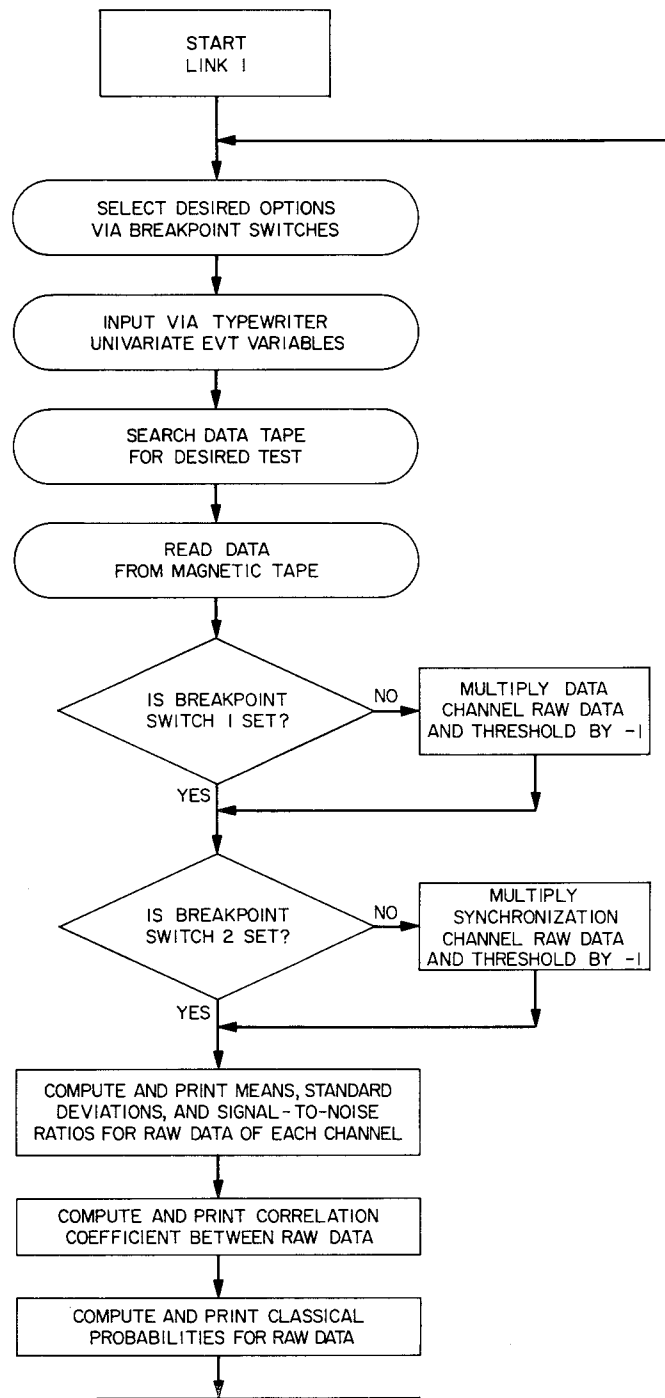 START
LINK 1
SELECT DESIRED OPTIONS
VIA BREAKPOINT SWITCHES
INPUT VIA TYPEWRITER
UNIVARIATE EVT VARIABLES
SEARCH DATA TAPE
FOR DESIRED TEST
READ DATA
FROM MAGNETIC TAPE
IS BREAKPOINT
SWITCH 1 SET?
NO
MULTIPLY DATA
CHANNEL RAW DATA
AND THRESHOLD BY -1
YES
IS BREAKPOINT
SWITCH 2 SET?
NO
MULTIPLY
SYNCHRONIZATION
CHANNEL RAW DATA
AND THRESHOLD BY -1
YES
COMPUTE AND PRINT MEANS, STANDARD
DEVIATIONS, AND SIGNAL-TO-NOISE
RATIOS FOR RAW DATA OF EACH CHANNEL
COMPUTE AND PRINT CORRELATION
COEFFICIENT BETWEEN RAW DATA
COMPUTE AND PRINT CLASSICAL
PROBABILITIES FOR RAW DATA